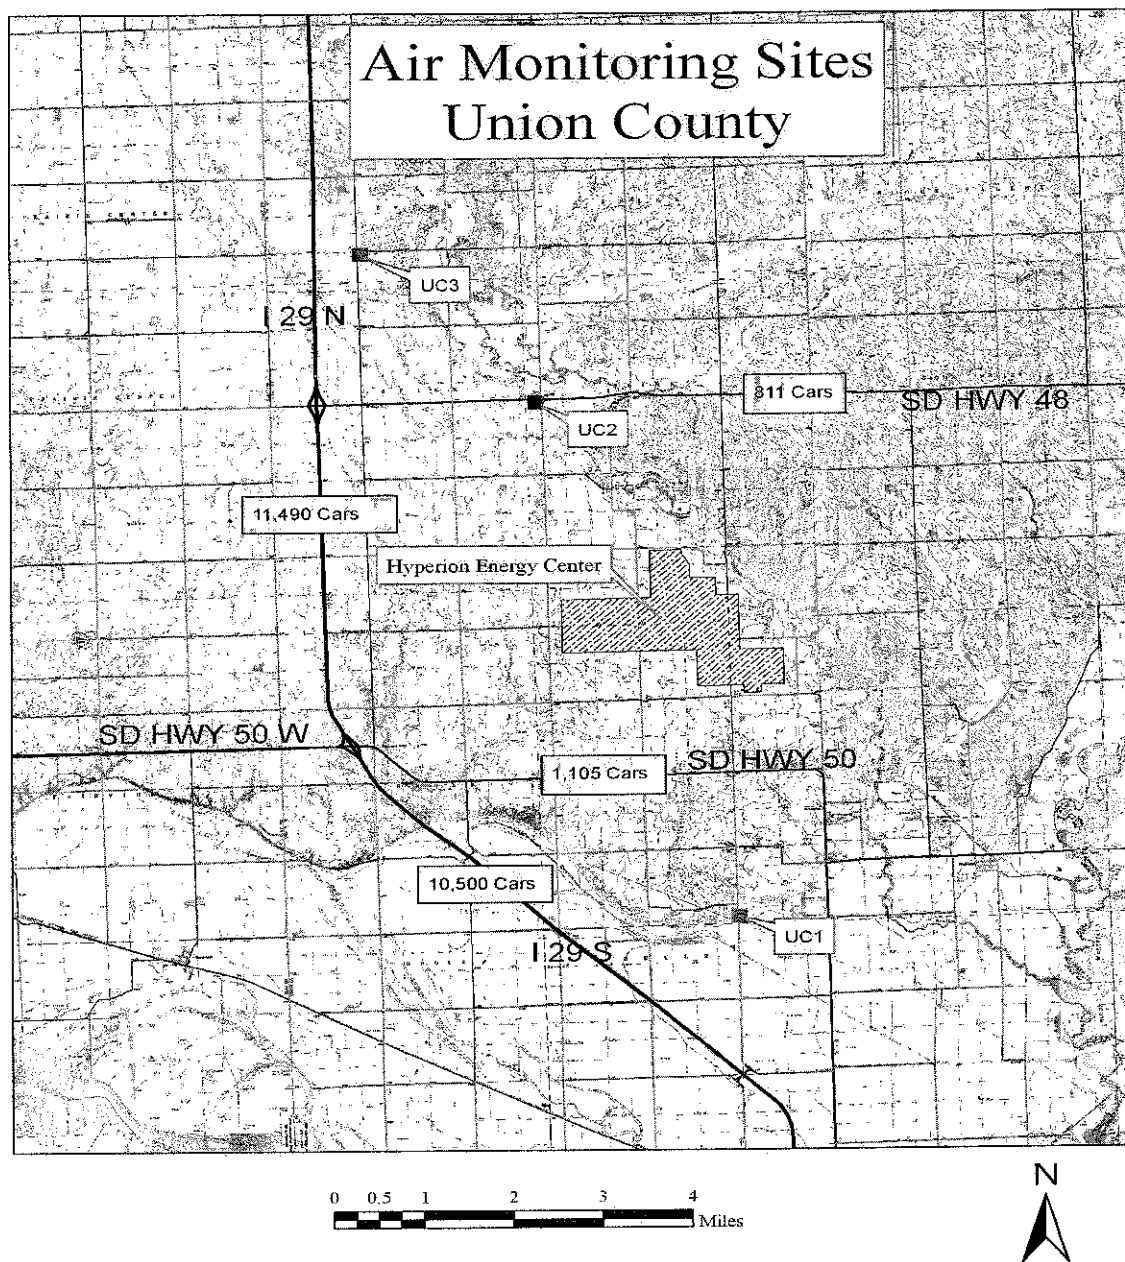 Air Monitoring Sites
Union County
UC3
I 29 N
811 Cars
SD HWY 48
UC2
11,490 Cars
Hyperion Energy Center
SD HWY 50 W
SD HWY 50
1,105 Cars
10,500 Cars
UC1
I 29 S
N
0 0.5 1 2 3 4
Miles